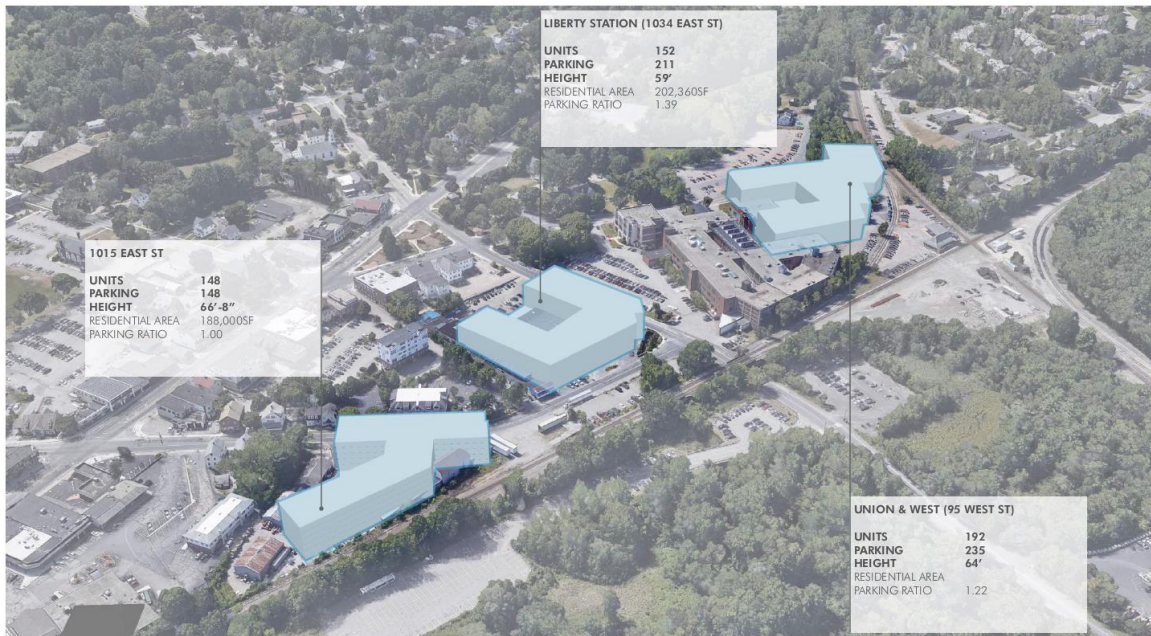 LIBERTY STATION (1034 EAST ST)
UNITS 152
PARKING 211
HEIGHT 59'
RESIDENTIAL AREA 202,360SF
PARKING RATIO 1.39
1015 EAST ST
UNITS 148
PARKING 148
HEIGHT 66'-8"
RESIDENTIAL AREA 188,000SF
PARKING RATIO 1.00
UNION & WEST (95 WEST ST)
UNITS 192
PARKING 235
HEIGHT 64'
RESIDENTIAL AREA
PARKING RATIO 1.22